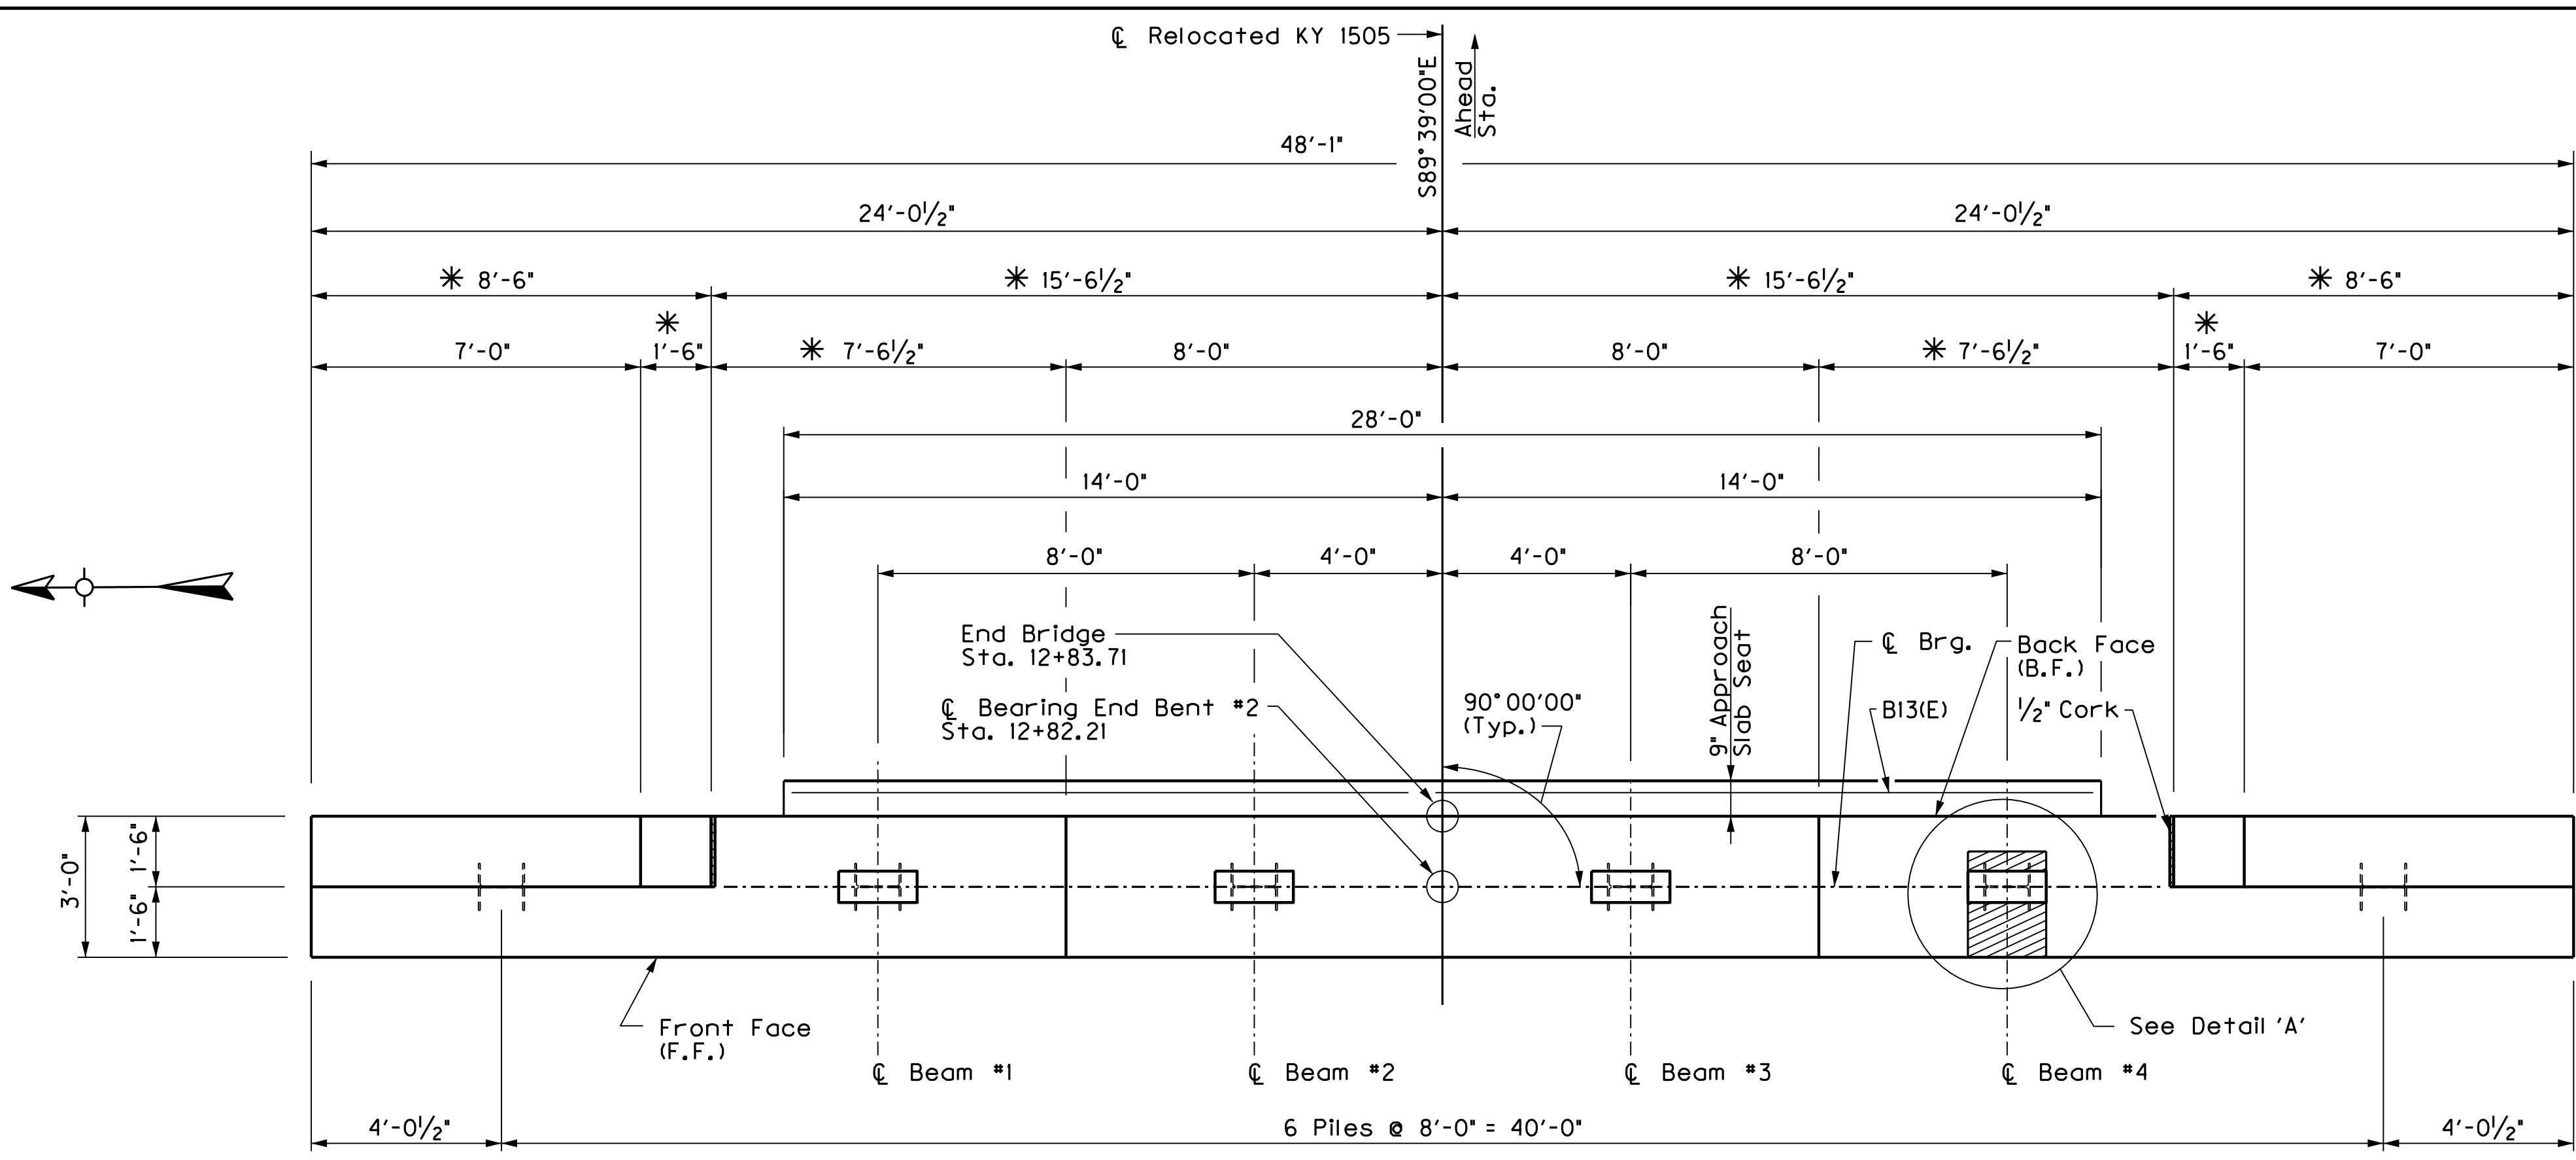 ℄ Relocated KY 1505
S89°39'00"E
Ahead
Sta.
48'-1"
24'-0½"
24'-0½"
✳ 8'-6"
✳ 15'-6½"
✳ 15'-6½"
✳ 8'-6"
✳
✳
7'-0"
1'-6"
✳ 7'-6½"
8'-0"
8'-0"
✳ 7'-6½"
1'-6"
7'-0"
28'-0"
14'-0"
14'-0"
8'-0"
4'-0"
4'-0"
8'-0"
End Bridge
Sta. 12+83.71
℄ Bearing End Bent #2
Sta. 12+82.21
90°00'00"
(Typ.)
9" Approach
Slab Seat
℄ Brg.
Back Face
(B.F.)
B13(E)
½" Cork
3'-0"
1'-6"
1'-6"
Front Face
(F.F.)
See Detail 'A'
℄ Beam #1
℄ Beam #2
℄ Beam #3
℄ Beam #4
4'-0½"
6 Piles @ 8'-0" = 40'-0"
4'-0½"